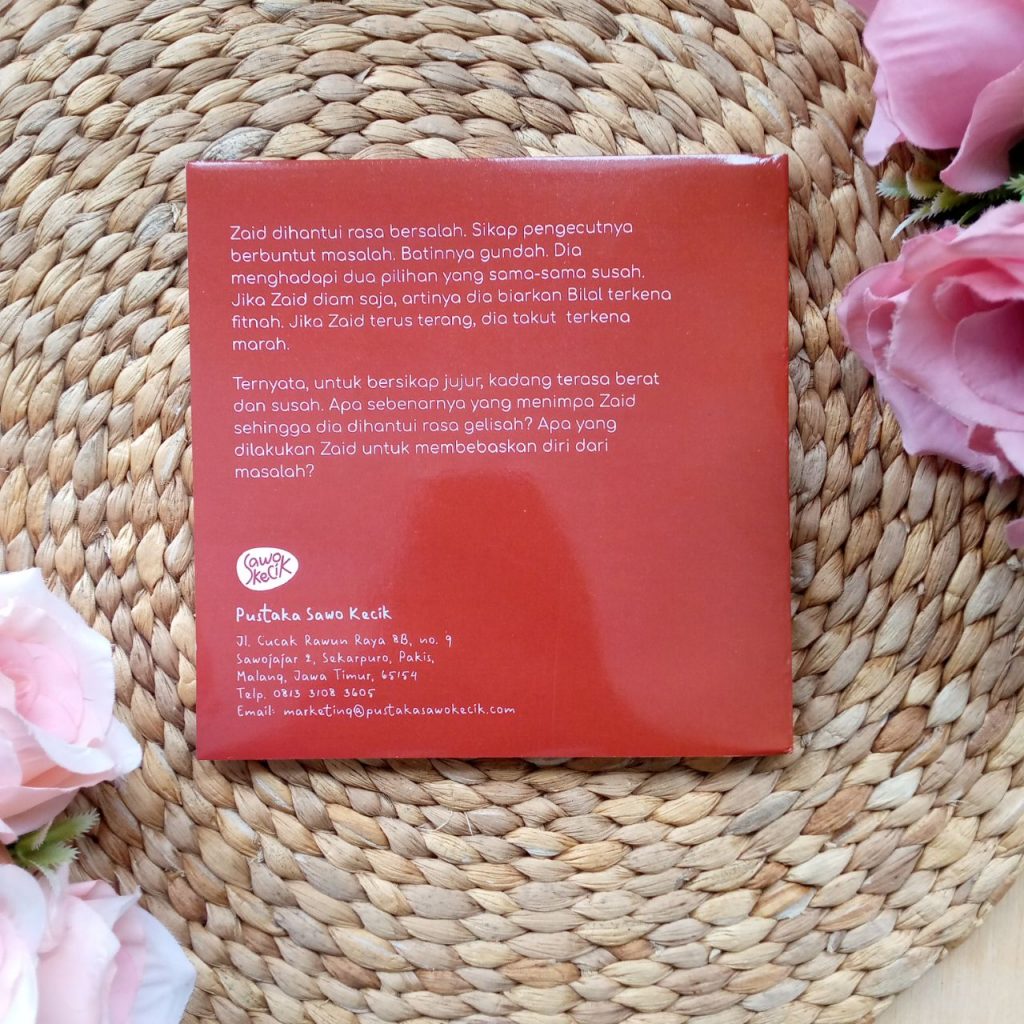 Zaid dihantui rasa bersalah. Sikap pengecutnya
berbuntut masalah. Batinnya gundah. Dia
menghadapi dua pilihan yang sama-sama susah.
Jika Zaid diam saja, artinya dia biarkan Bilal terkena
fitnah. Jika Zaid terus terang, dia takut terkena
marah.
Ternyata, untuk bersikap jujur, kadang terasa berat
dan susah. Apa sebenarnya yang menimpa Zaid
sehingga dia dihantui rasa gelisah? Apa yang
dilakukan Zaid untuk membebaskan diri dari
masalah?
Sawo
Kecik
Pustaka Sawo Kecik
Jl. Cucak Rawun Raya 8B, no. 9
Sawojajar 2, Sekarpuro, Pakis,
Malang, Jawa Timur, 65154
Telp. 0813 3108 3605
Email: marketing@pustakasawokecik.com